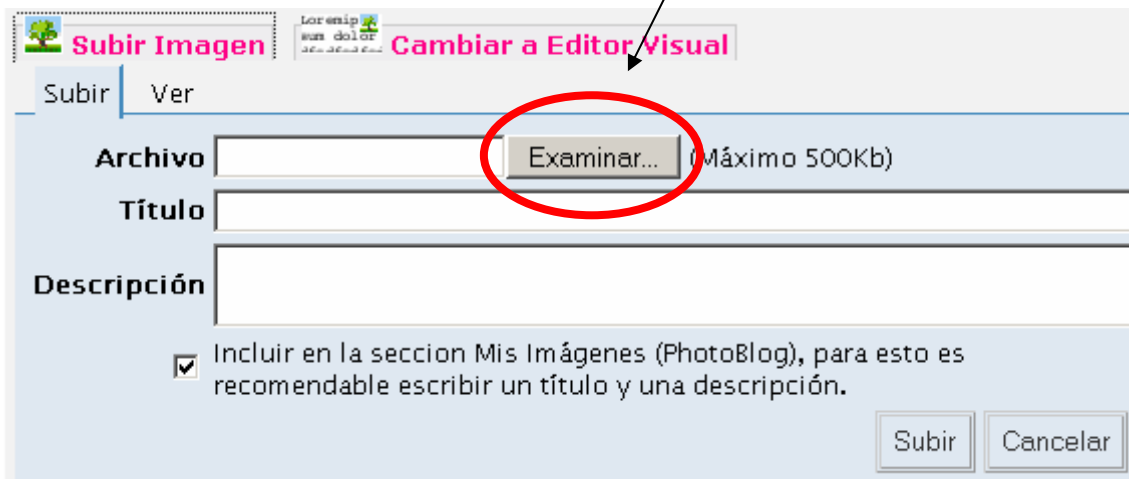 Subir Imagen Cambiar a Editor Visual
Subir Ver
Archivo Examinar... (Máximo 500Kb)
Título
Descripción
Incluir en la seccion Mis Imágenes (PhotoBlog), para esto es
recomendable escribir un título y una descripción.
Subir Cancelar